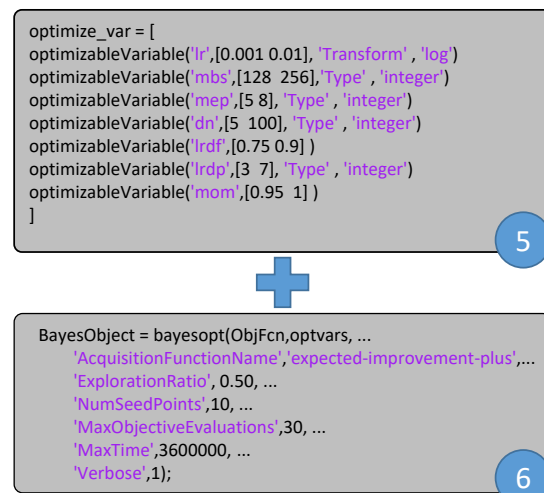 optimize_var = [
optimizableVariable('lr',[0.001 0.01], 'Transform' , 'log')
optimizableVariable('mbs',[128 256],'Type' , 'integer')
optimizableVariable('mep',[5 8], 'Type' , 'integer')
optimizableVariable('dn',[5 100], 'Type' , 'integer')
optimizableVariable('lrdf',[0.75 0.9] )
optimizableVariable('lrdp',[3 7], 'Type' , 'integer')
optimizableVariable('mom',[0.95 1] )
]
5
BayesObject = bayesopt(ObjFcn,optvars, ...
'AcquisitionFunctionName','expected-improvement-plus',...
'ExplorationRatio', 0.50, ...
'NumSeedPoints',10, ...
'MaxObjectiveEvaluations',30, ...
'MaxTime',3600000, ...
'Verbose',1);
6